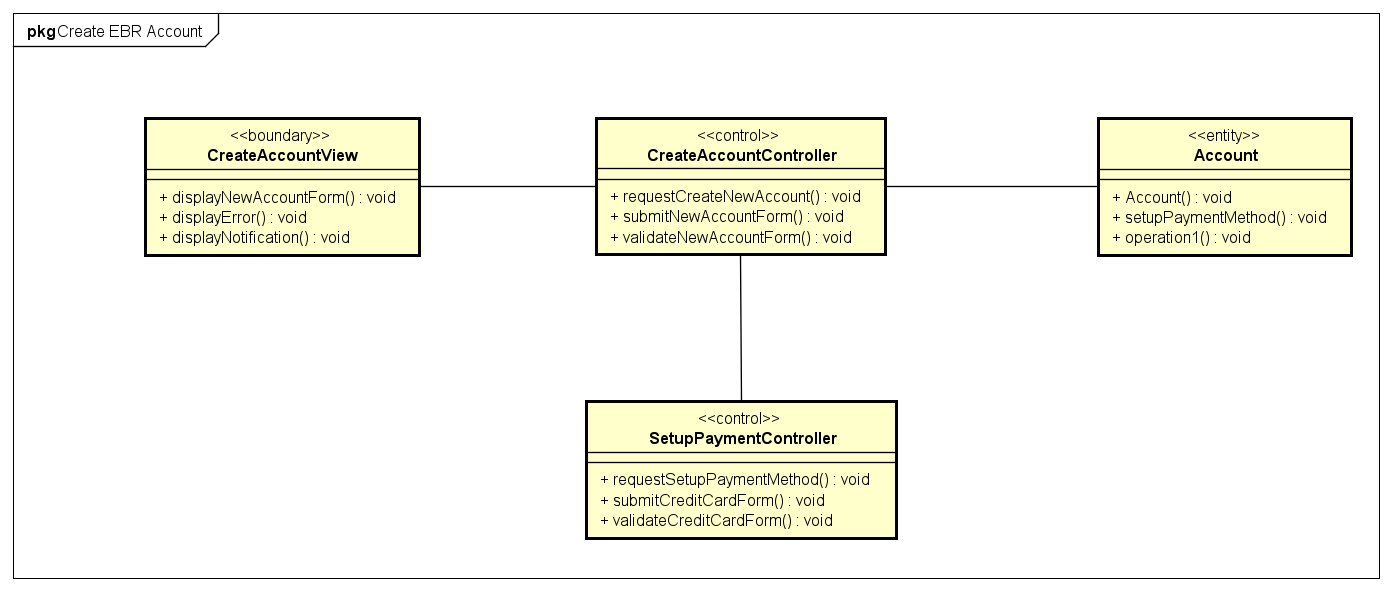 pkg Create EBR Account
<<boundary>>
CreateAccountView
+ displayNewAccountForm() : void
+ displayError() : void
+ displayNotification() : void
<<control>>
CreateAccountController
+ requestCreateNewAccount() : void
+ submitNewAccountForm() : void
+ validateNewAccountForm() : void
<<entity>>
Account
+ Account() : void
+ setupPaymentMethod() : void
+ operation1() : void
<<control>>
SetupPaymentController
+ requestSetupPaymentMethod() : void
+ submitCreditCardForm() : void
+ validateCreditCardForm() : void